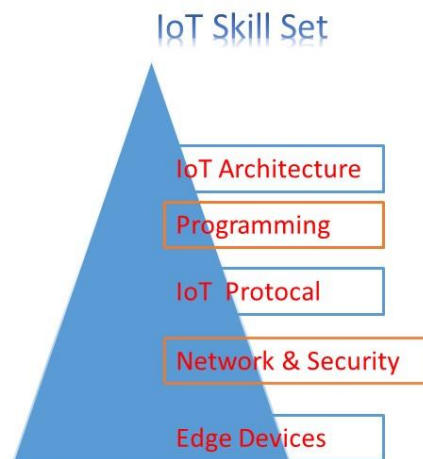 IoT Skill Set
IoT Architecture
Programming
IoT Protocal
Network & Security
Edge Devices